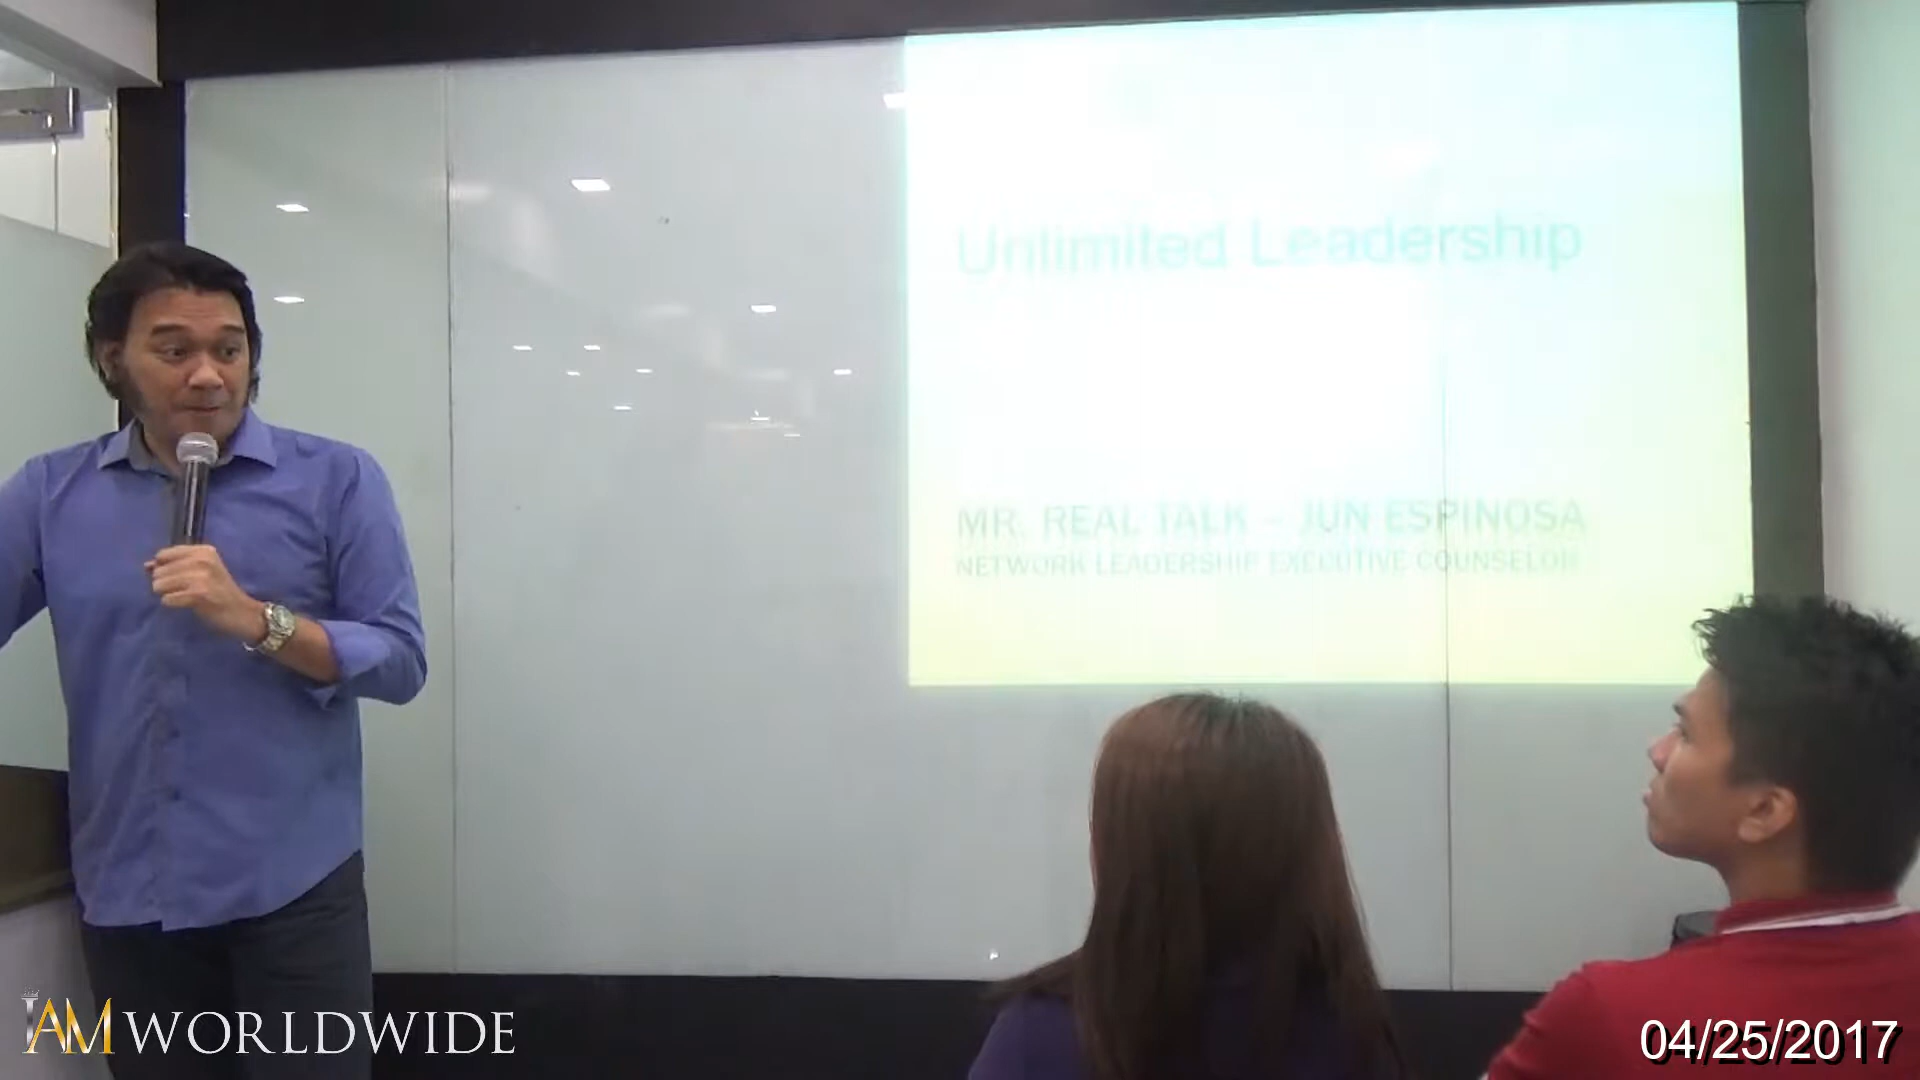 Unlimited Leadership
MR. REAL TALK – JUN ESPINOSA
NETWORK LEADERSHIP EXECUTIVE COUNSELOR
IAM WORLDWIDE
04/25/2017